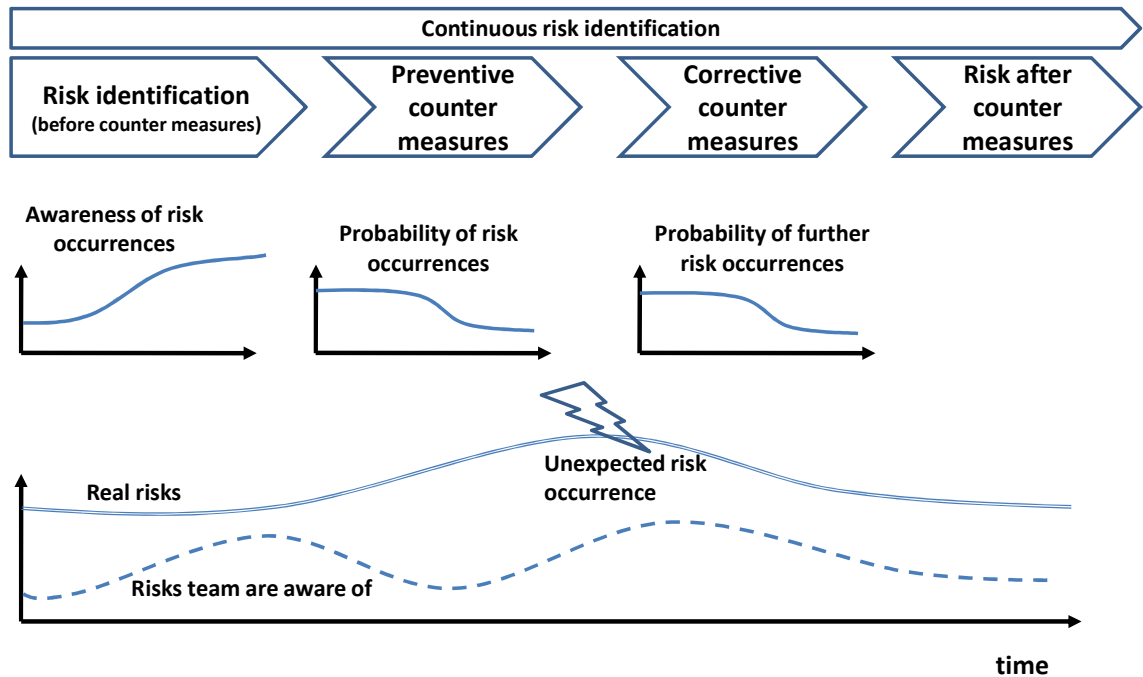 Continuous risk identification
Risk identification
(before counter measures)
Preventive
counter
measures
Corrective
counter
measures
Risk after
counter
measures
Awareness of risk
occurrences
Probability of risk
occurrences
Probability of further
risk occurrences
Unexpected risk
occurrence
Real risks
Risks team are aware of
time